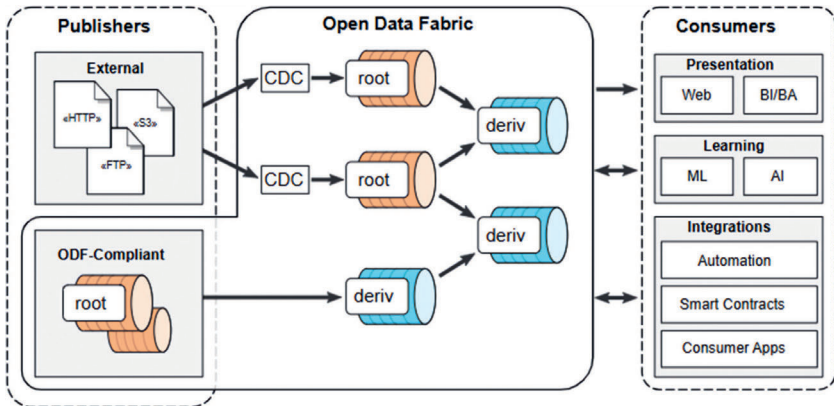 Publishers
External
«HTTP»
«S3»
«FTP»
ODF-Compliant
root
Open Data Fabric
CDC
root
deriv
CDC
root
deriv
deriv
Consumers
Presentation
Web
BI/BA
Learning
ML
AI
Integrations
Automation
Smart Contracts
Consumer Apps